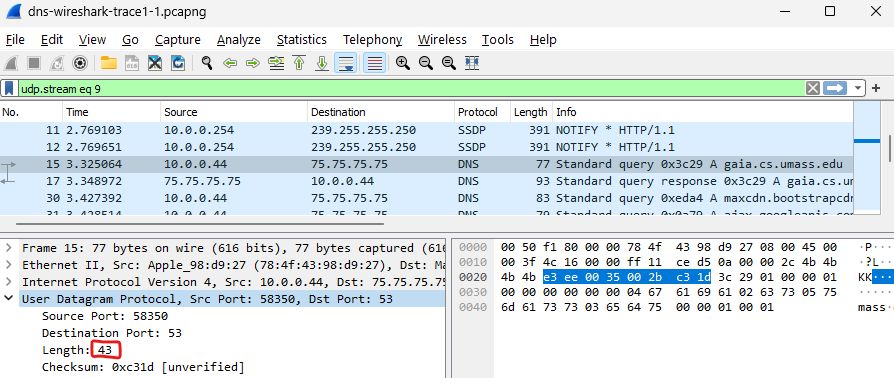 dns-wireshark-trace1-1.pcapng
File Edit View Go Capture Analyze Statistics Telephony Wireless Tools Help
udp.stream eq 9
No. Time Source Destination Protocol Length Info
11 2.769103 10.0.0.254 239.255.255.250 SSDP 391 NOTIFY * HTTP/1.1
12 2.769651 10.0.0.254 239.255.255.250 SSDP 391 NOTIFY * HTTP/1.1
15 3.325064 10.0.0.44 75.75.75.75 DNS 77 Standard query 0x3c29 A gaia.cs.umass.edu
17 3.348972 75.75.75.75 10.0.0.44 DNS 93 Standard query response 0x3c29 A gaia.cs.um
30 3.427392 10.0.0.44 75.75.75.75 DNS 83 Standard query 0xeda4 A maxcdn.bootstrapcdn
31 3.428514 10.0.0.44 75.75.75.75 DNS 79 Standard query 0x0a79 A ajax.googleapis.com
Frame 15: 77 bytes on wire (616 bits), 77 bytes captured (616
Ethernet II, Src: Apple_98:d9:27 (78:4f:43:98:d9:27), Dst: Ma
Internet Protocol Version 4, Src: 10.0.0.44, Dst: 75.75.75.75
User Datagram Protocol, Src Port: 58350, Dst Port: 53
Source Port: 58350
Destination Port: 53
Length: 43
Checksum: 0xc31d [unverified]
0000 00 50 f1 80 00 00 78 4f 43 98 d9 27 08 00 45 00 ·P····xO
0010 00 3f 4c 16 00 00 ff 11 ce d5 0a 00 00 2c 4b 4b ·?L·····
0020 4b 4b e3 ee 00 35 00 2b c3 1d 3c 29 01 00 00 01 KK···
0030 00 00 00 00 00 00 04 67 61 69 61 02 63 73 05 75
0040 6d 61 73 73 03 65 64 75 00 00 01 00 01 mass·